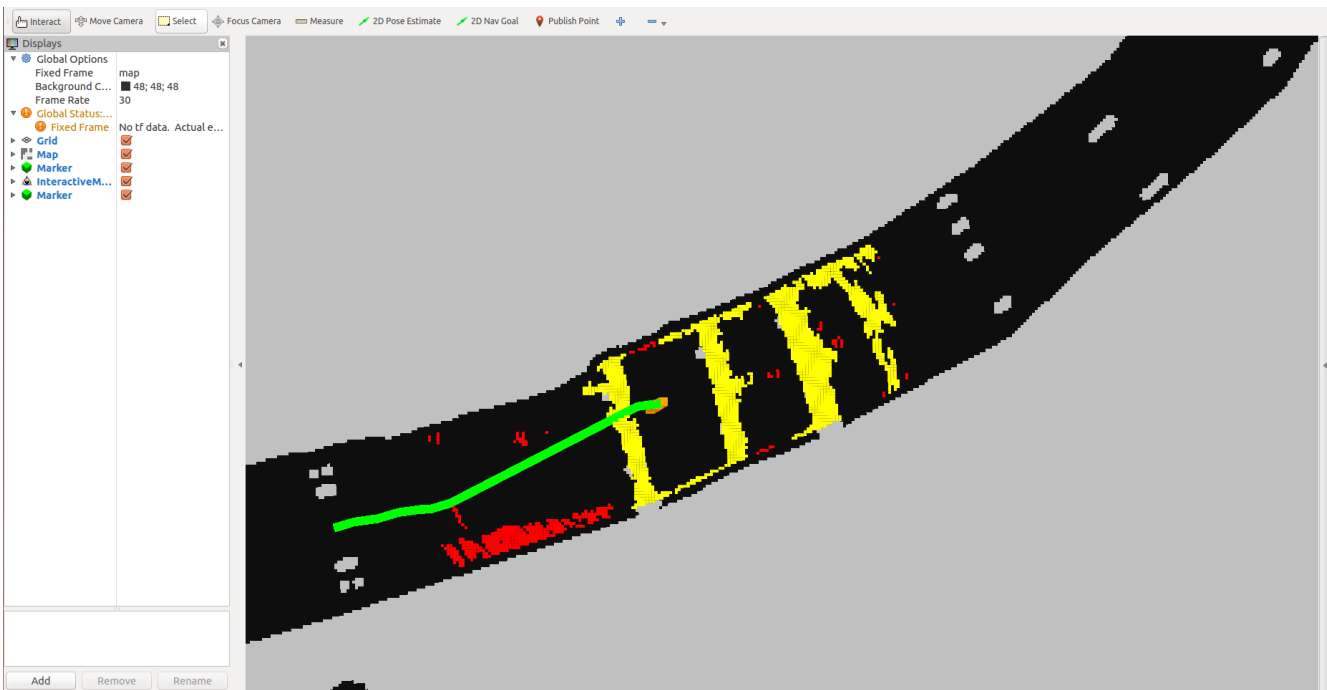 Interact Move Camera Select Focus Camera Measure 2D Pose Estimate 2D Nav Goal Publish Point
Displays
Global Options
Fixed Frame map
Background C... 48; 48; 48
Frame Rate 30
Global Status:...
Fixed Frame No tf data. Actual e...
Grid
Map
Marker
InteractiveM...
Marker
Add Remove Rename